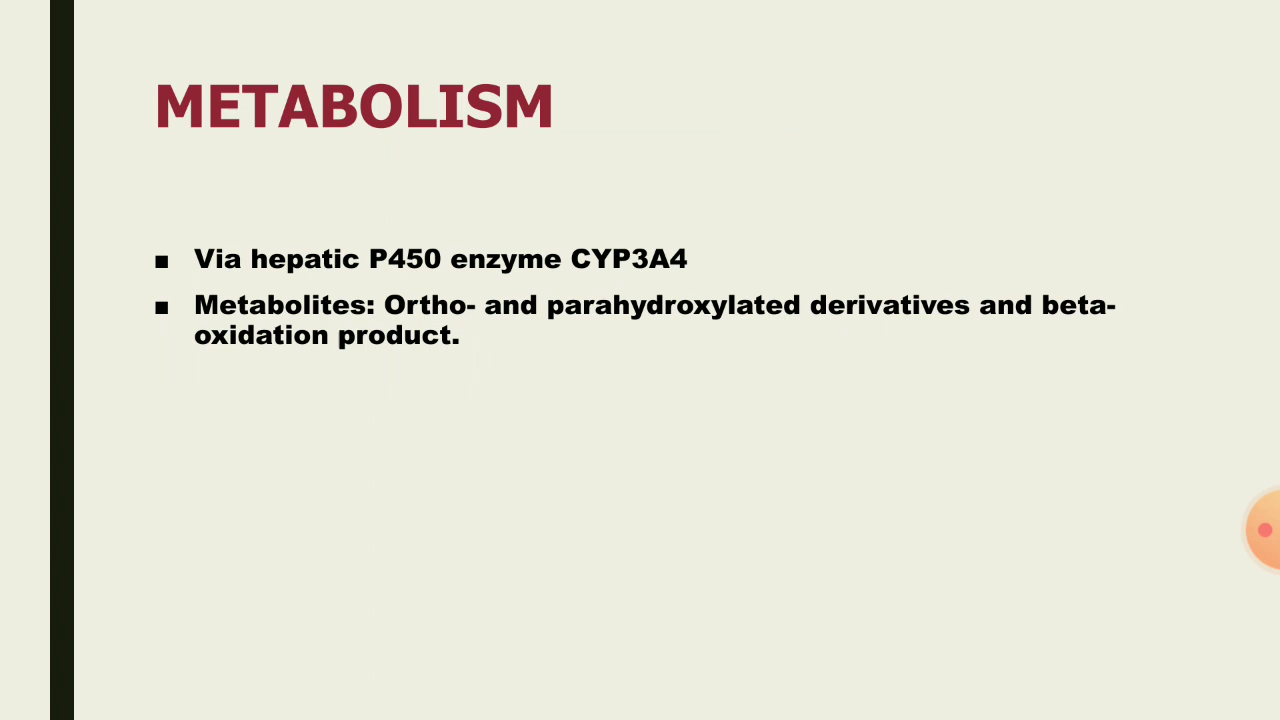 METABOLISM
▪ Via hepatic P450 enzyme CYP3A4
▪ Metabolites: Ortho- and parahydroxylated derivatives and beta-
oxidation product.